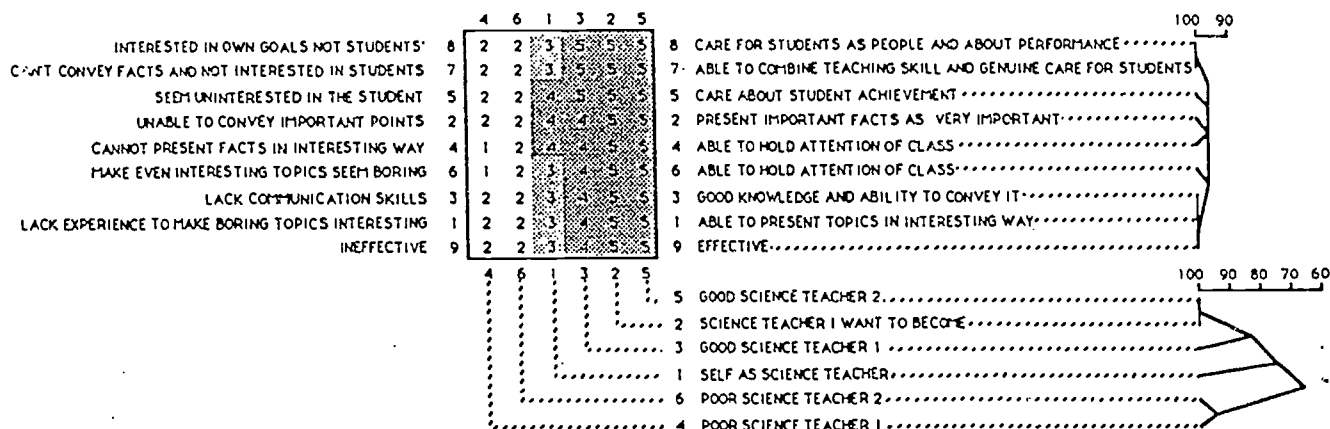 4 6 1 3 2 5 100 90
INTERESTED IN OWN GOALS NOT STUDENTS' 8 2 2 3 5 5 5 8 CARE FOR STUDENTS AS PEOPLE AND ABOUT PERFORMANCE
CAN'T CONVEY FACTS AND NOT INTERESTED IN STUDENTS 7 2 2 3 5 5 5 7 ABLE TO COMBINE TEACHING SKILL AND GENUINE CARE FOR STUDENTS
SEEM UNINTERESTED IN THE STUDENT 5 2 2 4 5 5 5 5 CARE ABOUT STUDENT ACHIEVEMENT
UNABLE TO CONVEY IMPORTANT POINTS 2 2 2 4 4 5 5 2 PRESENT IMPORTANT FACTS AS VERY IMPORTANT
CANNOT PRESENT FACTS IN INTERESTING WAY 4 1 2 4 4 5 5 4 ABLE TO HOLD ATTENTION OF CLASS
MAKE EVEN INTERESTING TOPICS SEEM BORING 6 1 2 3 4 5 5 6 ABLE TO HOLD ATTENTION OF CLASS
LACK COMMUNICATION SKILLS 3 2 2 3 4 5 5 3 GOOD KNOWLEDGE AND ABILITY TO CONVEY IT
LACK EXPERIENCE TO MAKE BORING TOPICS INTERESTING 1 2 2 3 4 5 5 1 ABLE TO PRESENT TOPICS IN INTERESTING WAY
INEFFECTIVE 9 2 2 3 4 5 5 9 EFFECTIVE
4 6 1 3 2 5 100 90 80 70 60
5 GOOD SCIENCE TEACHER 2
2 SCIENCE TEACHER I WANT TO BECOME
3 GOOD SCIENCE TEACHER 1
1 SELF AS SCIENCE TEACHER
6 POOR SCIENCE TEACHER 2
4 POOR SCIENCE TEACHER 1